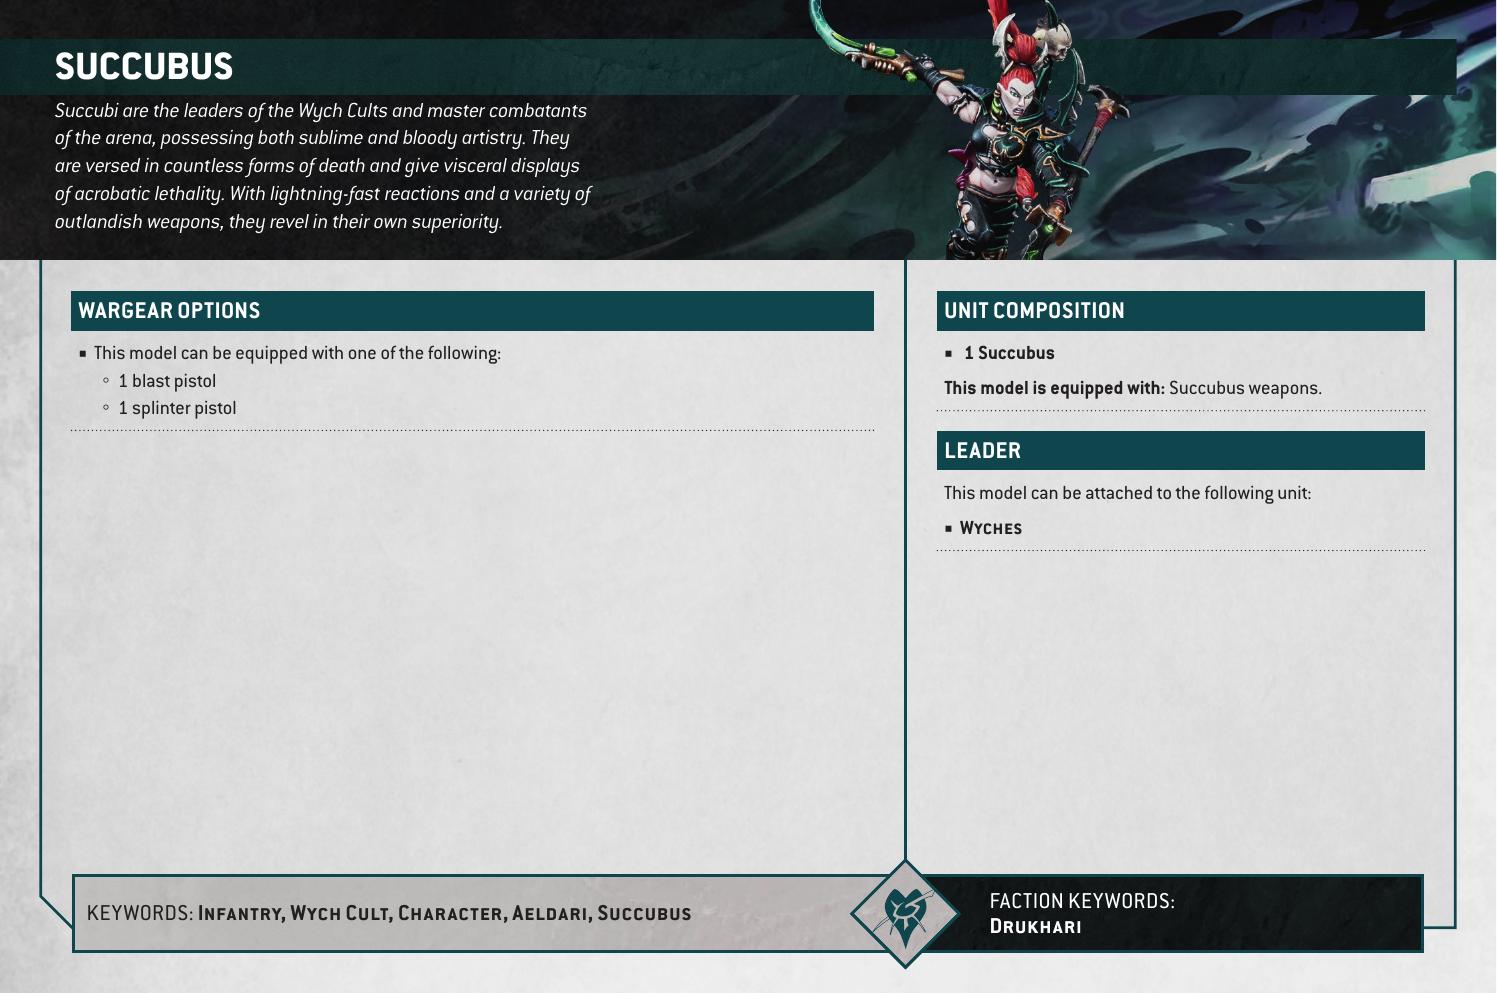 SUCCUBUS
Succubi are the leaders of the Wych Cults and master combatants
of the arena, possessing both sublime and bloody artistry. They
are versed in countless forms of death and give visceral displays
of acrobatic lethality. With lightning-fast reactions and a variety of
outlandish weapons, they revel in their own superiority.
WARGEAR OPTIONS
▪ This model can be equipped with one of the following:
◦ 1 blast pistol
◦ 1 splinter pistol
UNIT COMPOSITION
▪ 1 Succubus
This model is equipped with: Succubus weapons.
LEADER
This model can be attached to the following unit:
▪ WYCHES
KEYWORDS: INFANTRY, WYCH CULT, CHARACTER, AELDARI, SUCCUBUS
FACTION KEYWORDS:
DRUKHARI